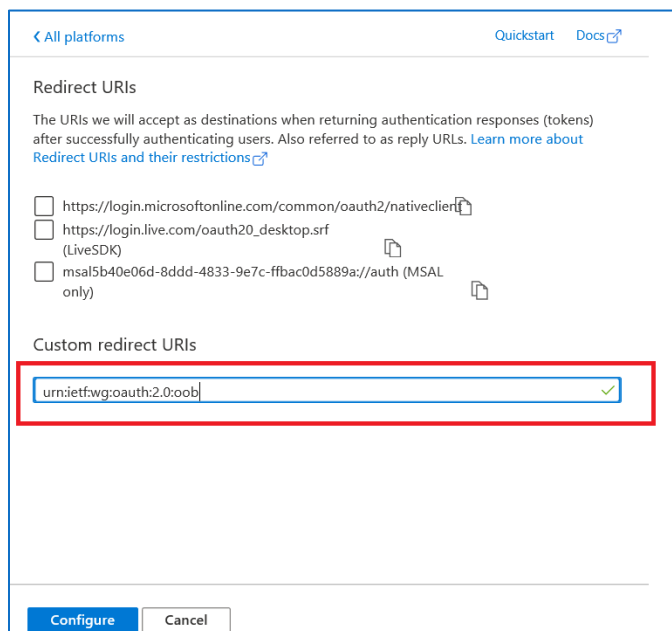 All platforms
Quickstart Docs
Redirect URIs
The URIs we will accept as destinations when returning authentication responses (tokens)
after successfully authenticating users. Also referred to as reply URLs. Learn more about
Redirect URIs and their restrictions
https://login.microsoftonline.com/common/oauth2/nativeclient
https://login.live.com/oauth20_desktop.srf
(LiveSDK)
msal5b40e06d-8ddd-4833-9e7c-ffbac0d5889a://auth (MSAL
only)
Custom redirect URIs
urn:ietf:wg:oauth:2.0:oob
Configure Cancel